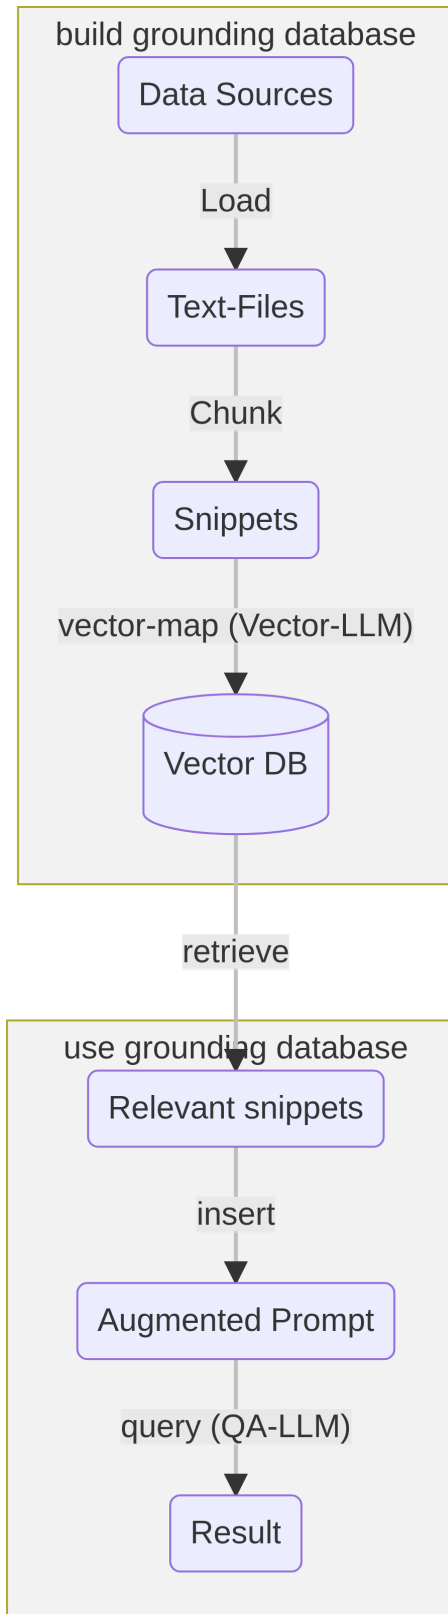 build grounding database
Data Sources
Load
Text-Files
Chunk
Snippets
vector-map (Vector-LLM)
Vector DB
retrieve
use grounding database
Relevant snippets
insert
Augmented Prompt
query (QA-LLM)
Result